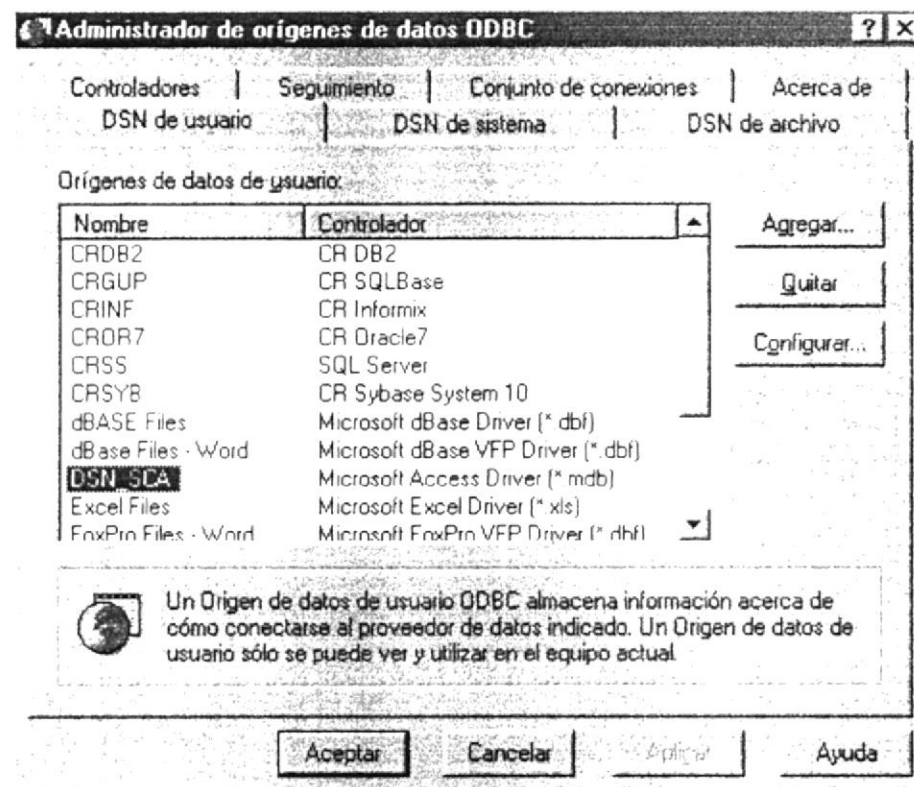 Administrador de orígenes de datos ODBC
Controladores Seguimiento Conjunto de conexiones Acerca de
DSN de usuario DSN de sistema DSN de archivo
Orígenes de datos de usuario:
Nombre Controlador
CRDB2 CR DB2
CRGUP CR SQLBase
CRINF CR Informix
CROR7 CR Oracle7
CRSS SQL Server
CRSYB CR Sybase System 10
dBASE Files Microsoft dBase Driver (*.dbf)
dBase Files - Word Microsoft dBase VFP Driver (*.dbf)
DSN_SCA Microsoft Access Driver (*.mdb)
Excel Files Microsoft Excel Driver (*.xls)
FoxPro Files - Word Microsoft FoxPro VFP Driver (*.dbf)
Agregar...
Quitar
Configurar...
Un Origen de datos de usuario ODBC almacena información acerca de
cómo conectarse al proveedor de datos indicado. Un Origen de datos de
usuario sólo se puede ver y utilizar en el equipo actual.
Aceptar Cancelar Aplicar Ayuda